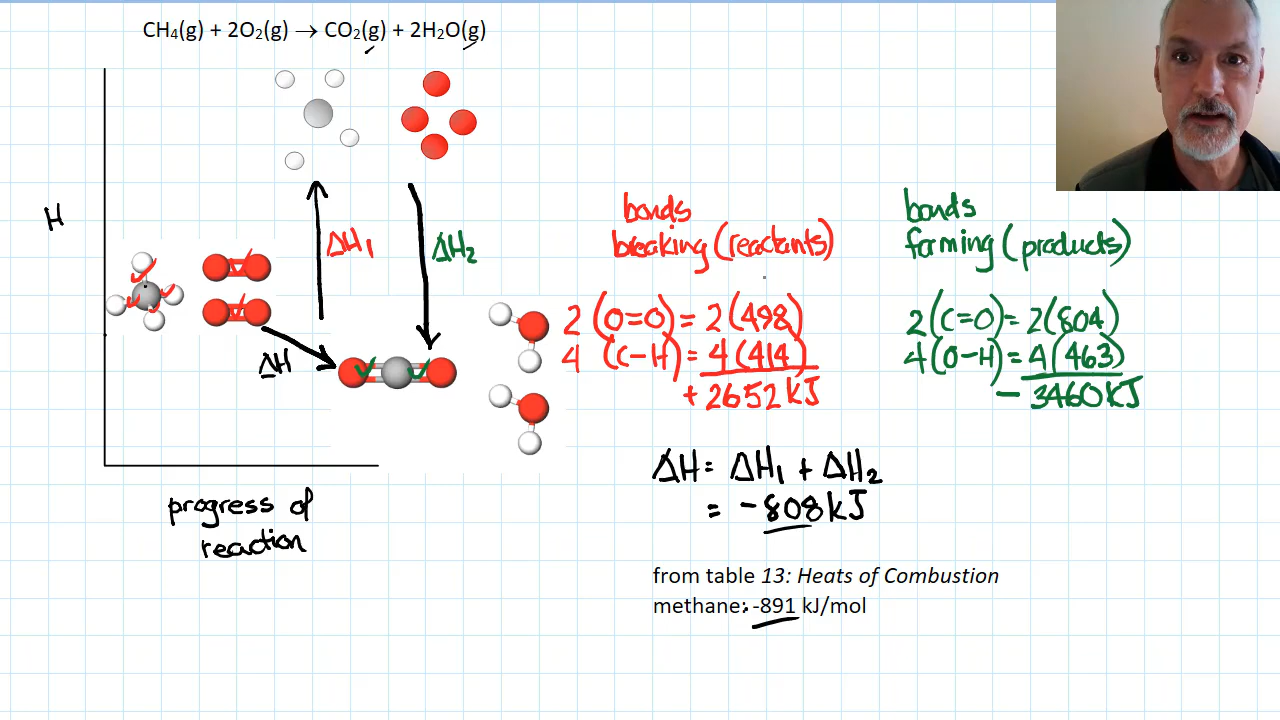 CH₄(g) + 2O₂(g) → CO₂(g) + 2H₂O(g)
H
ΔH₁
ΔH₂
ΔH
progress of
reaction
bonds
breaking (reactants)
2 (O=O) = 2 (498)
4 (C-H) = 4 (414)
+ 2652 kJ
bonds
forming (products)
2 (C=O) = 2 (804)
4 (O-H) = 4 (463)
- 3460 kJ
ΔH = ΔH₁ + ΔH₂
= -808 kJ
from table 13: Heats of Combustion
methane: -891 kJ/mol